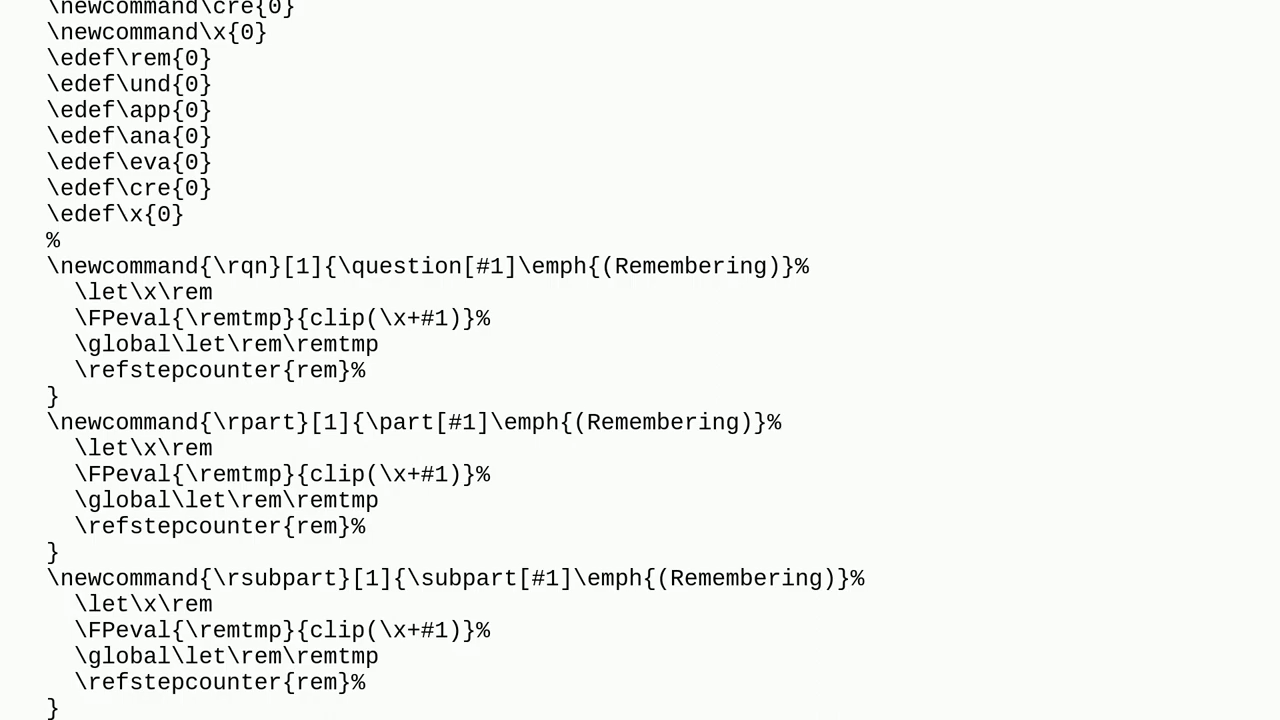 \newcommand\cre{0}
\newcommand\x{0}
\edef\rem{0}
\edef\und{0}
\edef\app{0}
\edef\ana{0}
\edef\eva{0}
\edef\cre{0}
\edef\x{0}
%
\newcommand{\rqn}[1]{\question[#1]\emph{(Remembering)}%
  \let\x\rem
  \FPeval{\remtmp}{clip(\x+#1)}%
  \global\let\rem\remtmp
  \refstepcounter{rem}%
}
\newcommand{\rpart}[1]{\part[#1]\emph{(Remembering)}%
  \let\x\rem
  \FPeval{\remtmp}{clip(\x+#1)}%
  \global\let\rem\remtmp
  \refstepcounter{rem}%
}
\newcommand{\rsubpart}[1]{\subpart[#1]\emph{(Remembering)}%
  \let\x\rem
  \FPeval{\remtmp}{clip(\x+#1)}%
  \global\let\rem\remtmp
  \refstepcounter{rem}%
}